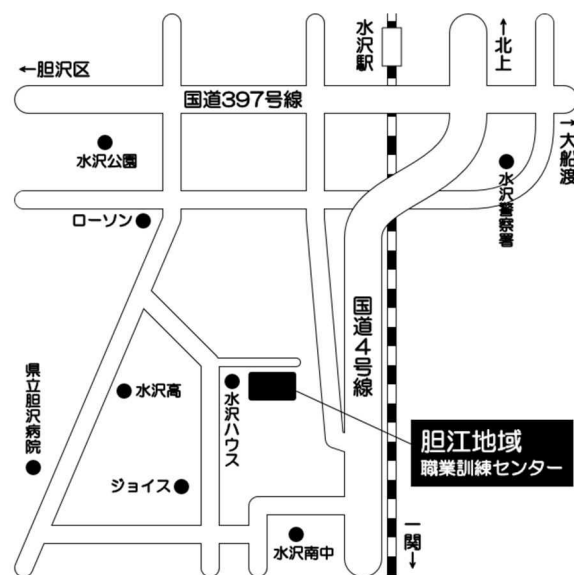 水沢駅
↑北上
←胆沢区
国道397号線
→大船渡
水沢公園
水沢警察署
ローソン
国道4号線
県立胆沢病院
水沢高
水沢ハウス
胆江地域
職業訓練センター
ジョイス
水沢南中
一関↓